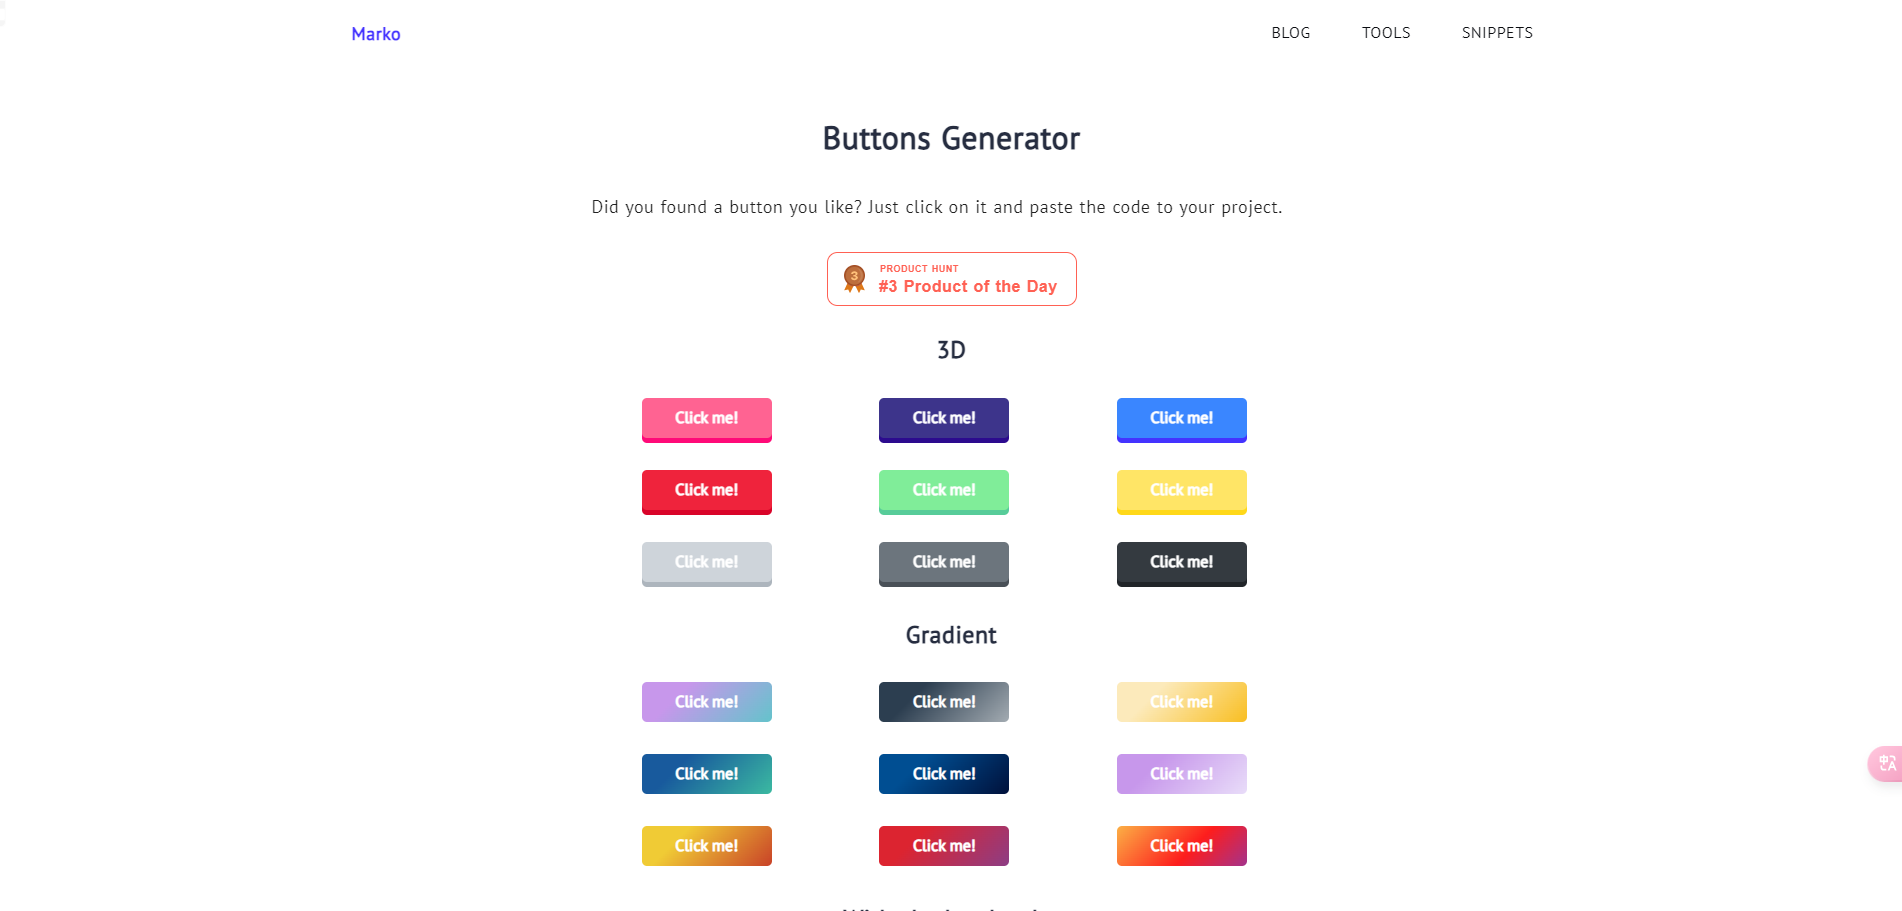 Marko
BLOG TOOLS SNIPPETS
Buttons Generator
Did you found a button you like? Just click on it and paste the code to your project.
3
PRODUCT HUNT
#3 Product of the Day
3D
Click me! Click me! Click me!
Click me! Click me! Click me!
Click me! Click me! Click me!
Gradient
Click me! Click me! Click me!
Click me! Click me! Click me!
Click me! Click me! Click me!